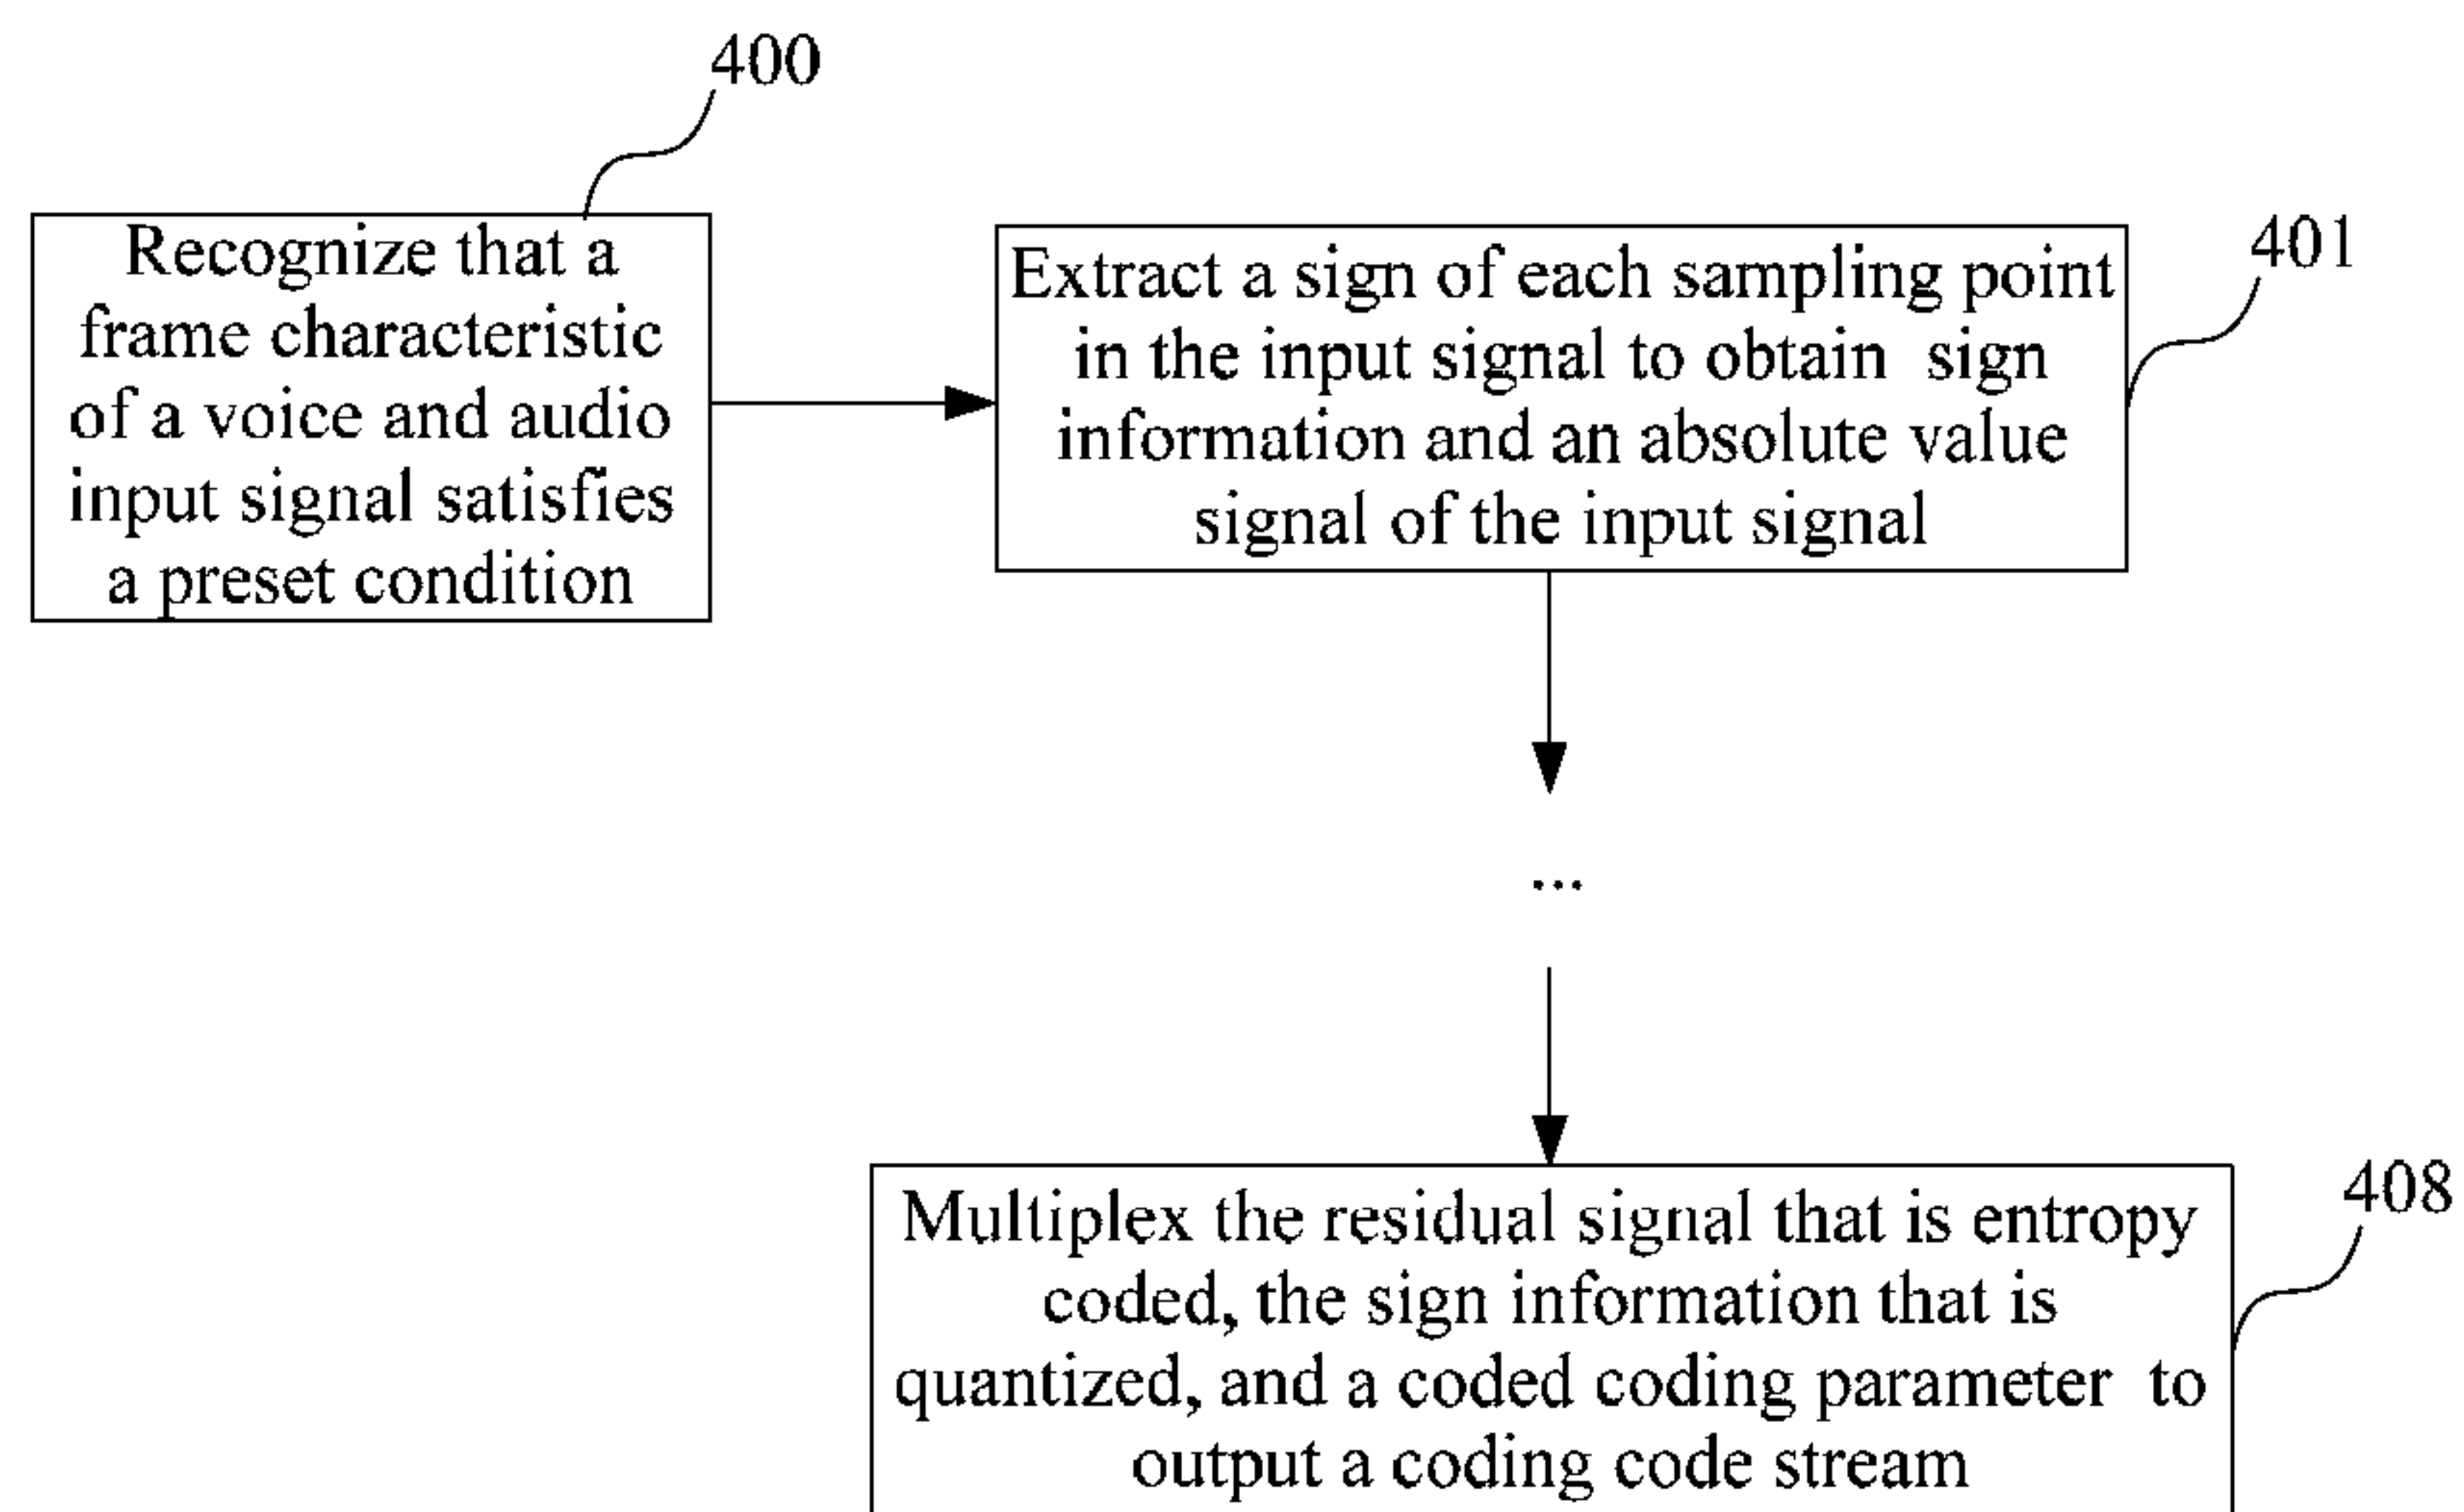 400
Recognize that a
frame characteristic
of a voice and audio
input signal satisfies
a preset condition
401
Extract a sign of each sampling point
in the input signal to obtain sign
information and an absolute value
signal of the input signal
...
408
Multiplex the residual signal that is entropy
coded, the sign information that is
quantized, and a coded coding parameter to
output a coding code stream